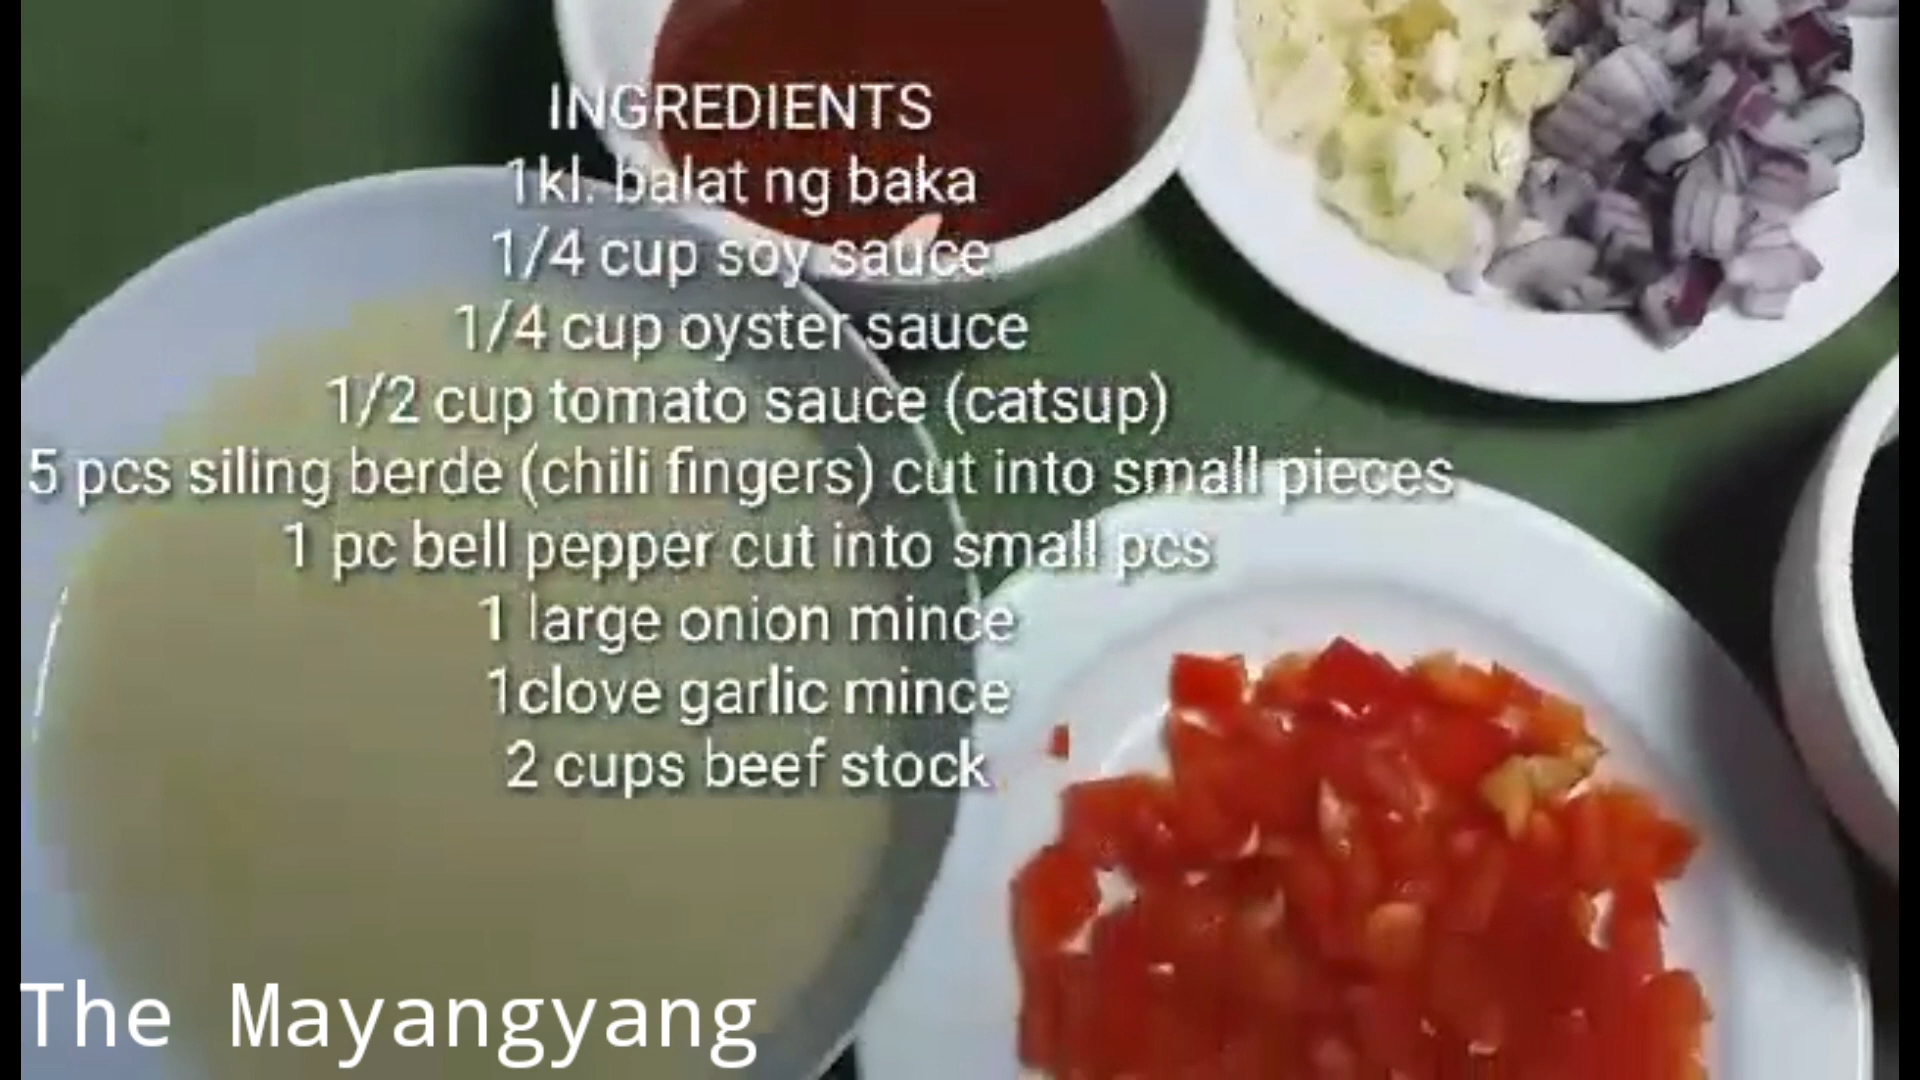 INGREDIENTS
1kl. balat ng baka
1/4 cup soy sauce
1/4 cup oyster sauce
1/2 cup tomato sauce (catsup)
5 pcs siling berde (chili fingers) cut into small pieces
1 pc bell pepper cut into small pcs
1 large onion mince
1clove garlic mince
2 cups beef stock
The Mayangyang